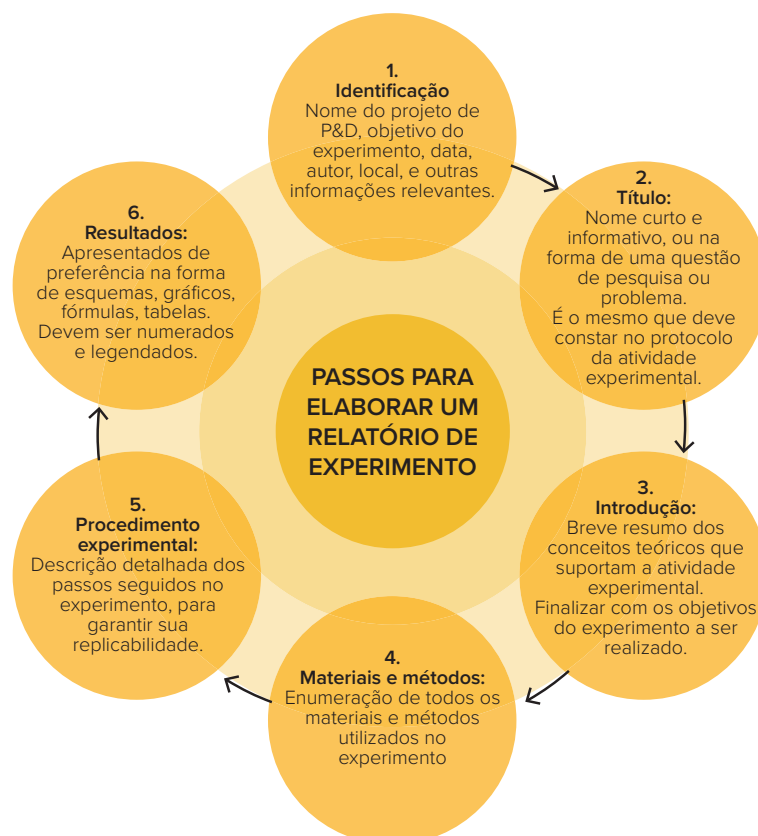 1.
Identificação
Nome do projeto de
P&D, objetivo do
experimento, data,
autor, local, e outras
informações relevantes.
2.
Título:
Nome curto e
informativo, ou na
forma de uma questão
de pesquisa ou
problema.
É o mesmo que deve
constar no protocolo
da atividade
experimental.
3.
Introdução:
Breve resumo dos
conceitos teóricos que
suportam a atividade
experimental.
Finalizar com os objetivos
do experimento a ser
realizado.
4.
Materiais e métodos:
Enumeração de todos os
materiais e métodos
utilizados no
experimento
5.
Procedimento
experimental:
Descrição detalhada dos
passos seguidos no
experimento, para
garantir sua
replicabilidade.
6.
Resultados:
Apresentados de
preferência na forma
de esquemas, gráficos,
fórmulas, tabelas.
Devem ser numerados
e legendados.
PASSOS PARA
ELABORAR UM
RELATÓRIO DE
EXPERIMENTO